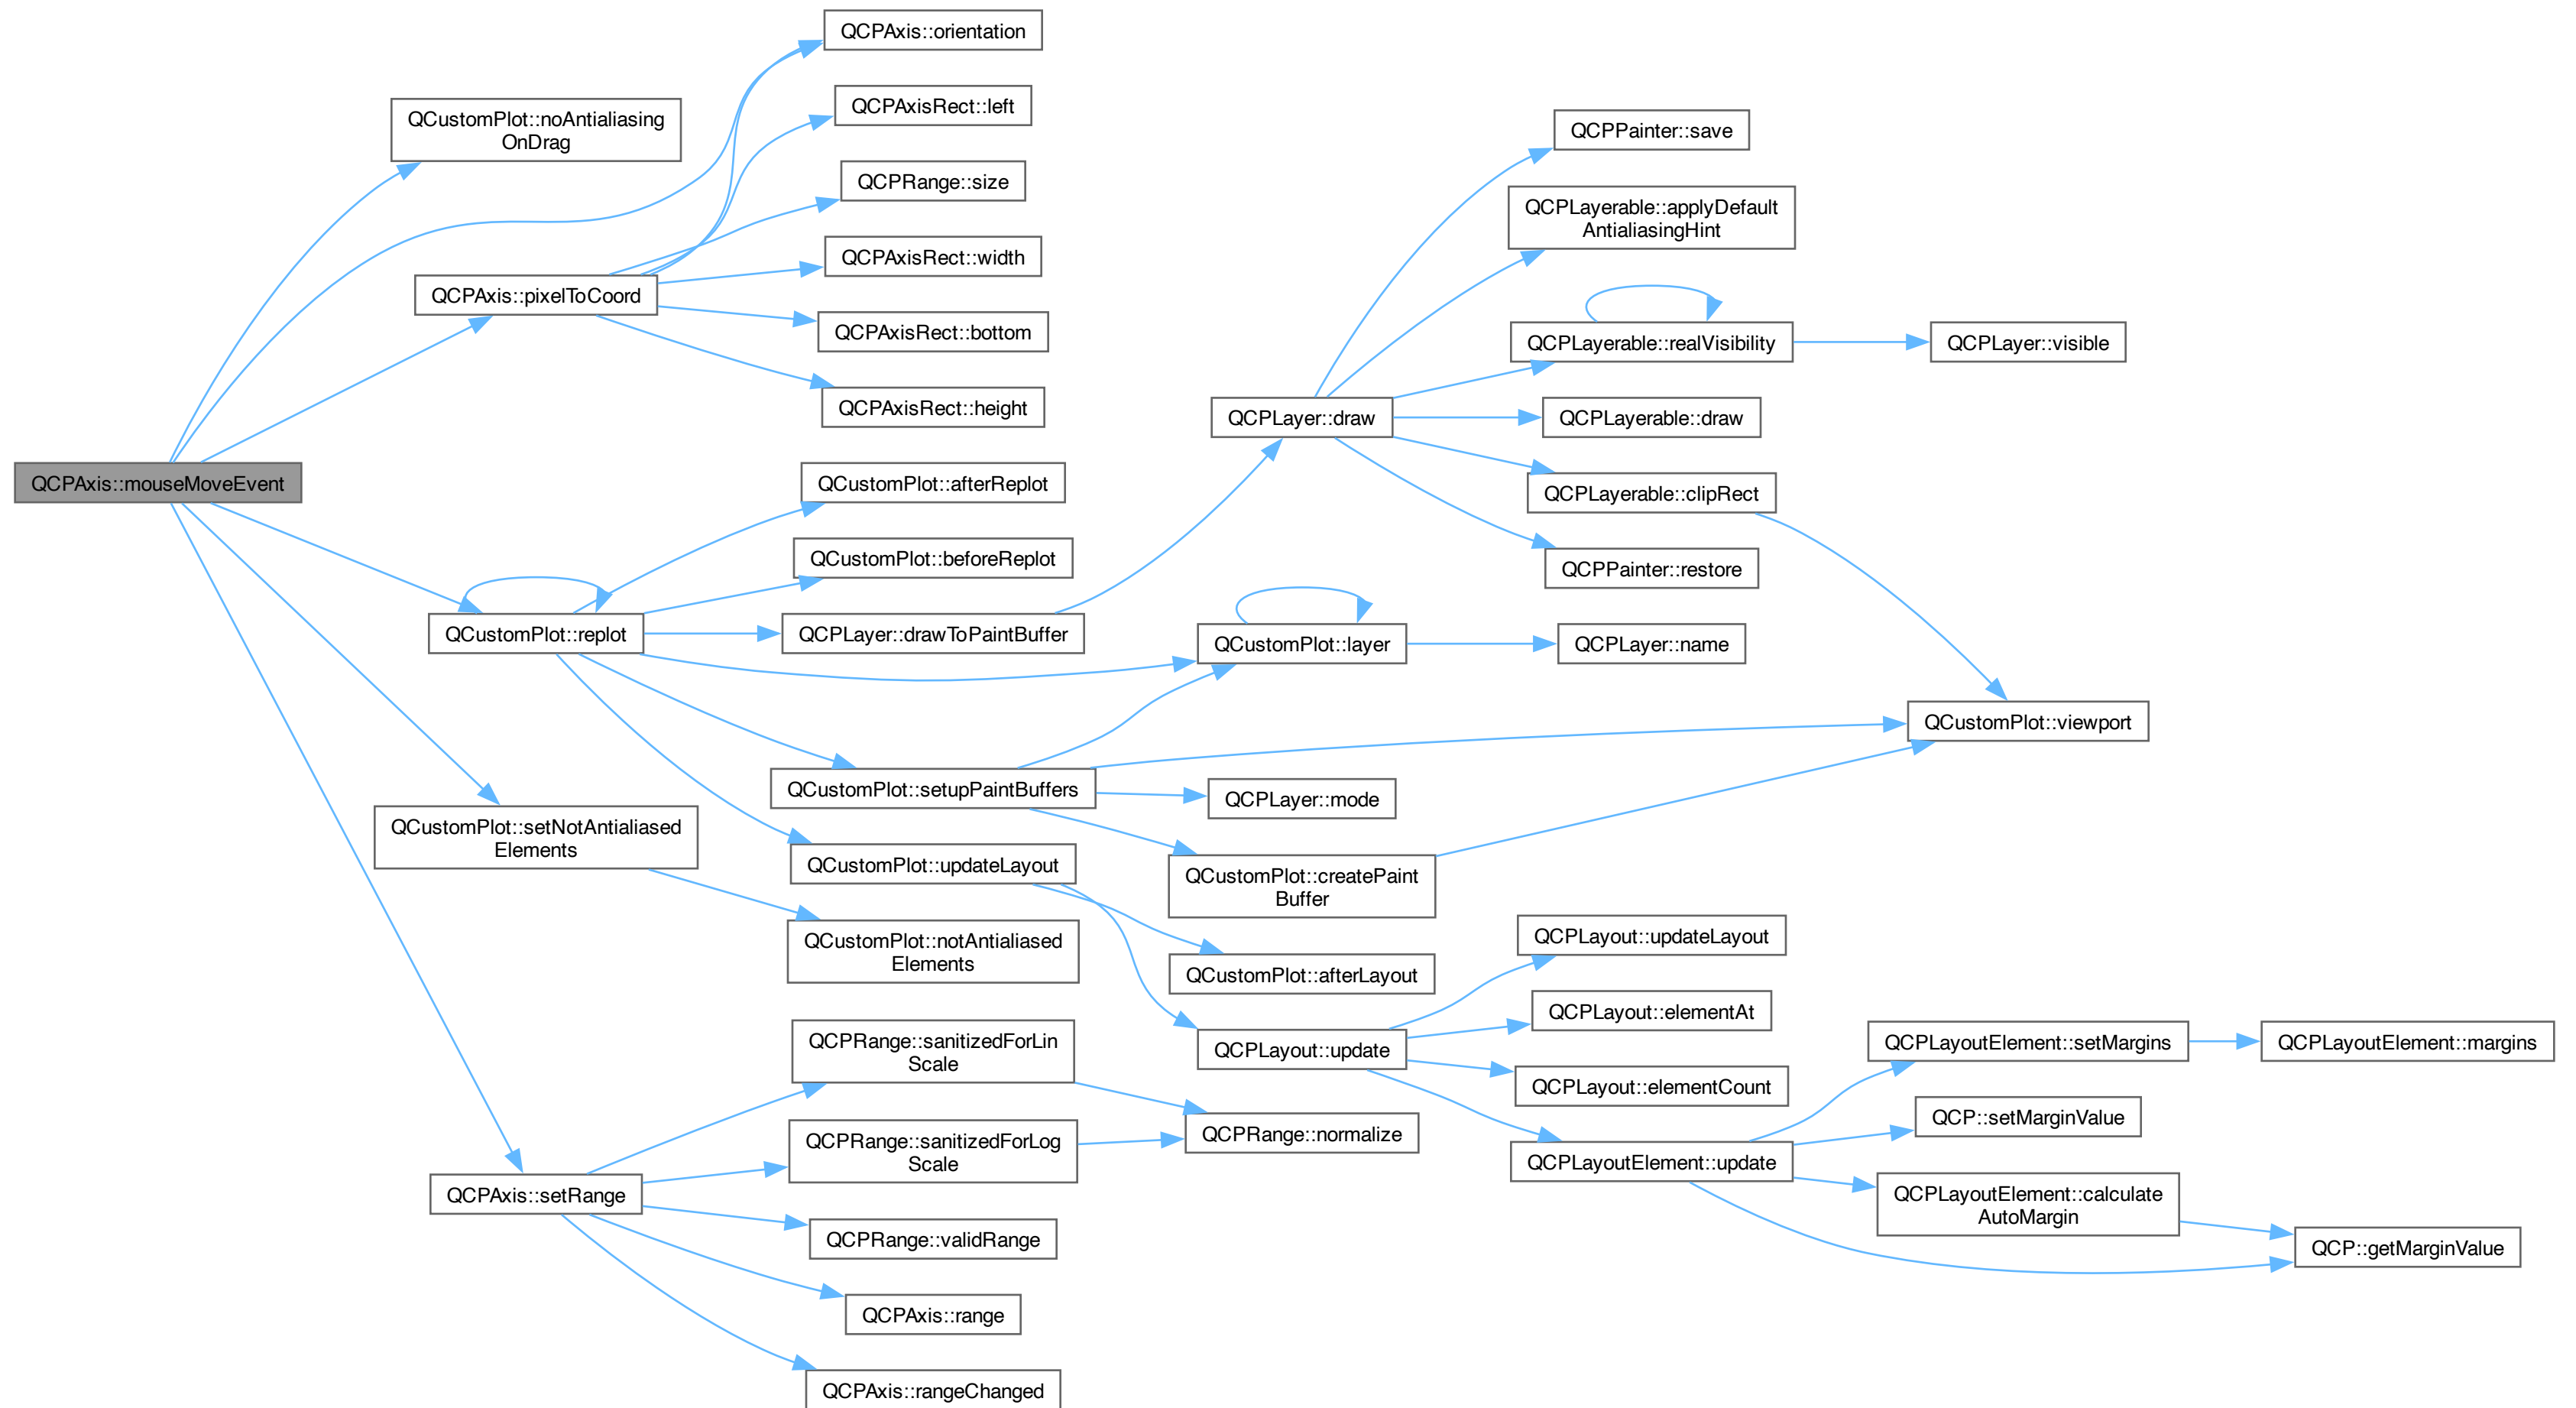 QCPAxis::mouseMoveEvent
QCustomPlot::noAntialiasing
OnDrag
QCPAxis::pixelToCoord
QCustomPlot::replot
QCustomPlot::setNotAntialiased
Elements
QCPAxis::setRange
QCPAxis::orientation
QCPAxisRect::left
QCPRange::size
QCPAxisRect::width
QCPAxisRect::bottom
QCPAxisRect::height
QCustomPlot::afterReplot
QCustomPlot::beforeReplot
QCPLayer::drawToPaintBuffer
QCustomPlot::setupPaintBuffers
QCustomPlot::updateLayout
QCustomPlot::notAntialiased
Elements
QCPRange::sanitizedForLin
Scale
QCPRange::sanitizedForLog
Scale
QCPRange::validRange
QCPAxis::range
QCPAxis::rangeChanged
QCPLayer::draw
QCustomPlot::layer
QCPLayer::mode
QCustomPlot::createPaint
Buffer
QCustomPlot::afterLayout
QCPLayout::update
QCPRange::normalize
QCPPainter::save
QCPLayerable::applyDefault
AntialiasingHint
QCPLayerable::realVisibility
QCPLayerable::draw
QCPLayerable::clipRect
QCPPainter::restore
QCPLayer::name
QCPLayout::updateLayout
QCPLayout::elementAt
QCPLayout::elementCount
QCPLayoutElement::update
QCPLayer::visible
QCustomPlot::viewport
QCPLayoutElement::setMargins
QCP::setMarginValue
QCPLayoutElement::calculate
AutoMargin
QCPLayoutElement::margins
QCP::getMarginValue